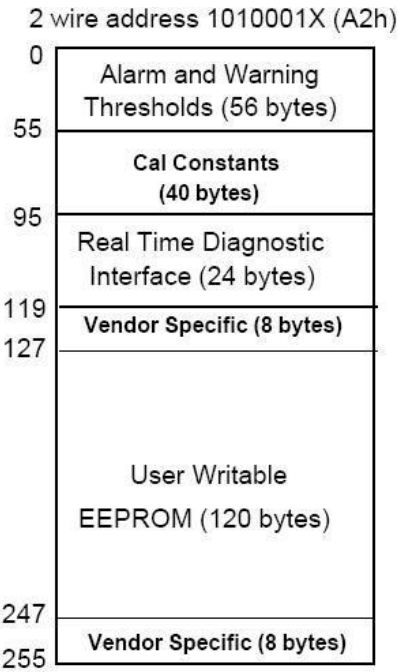 2 wire address 1010001X (A2h)
0
Alarm and Warning
Thresholds (56 bytes)
55
Cal Constants
(40 bytes)
95
Real Time Diagnostic
Interface (24 bytes)
119
Vendor Specific (8 bytes)
127
User Writable
EEPROM (120 bytes)
247
Vendor Specific (8 bytes)
255